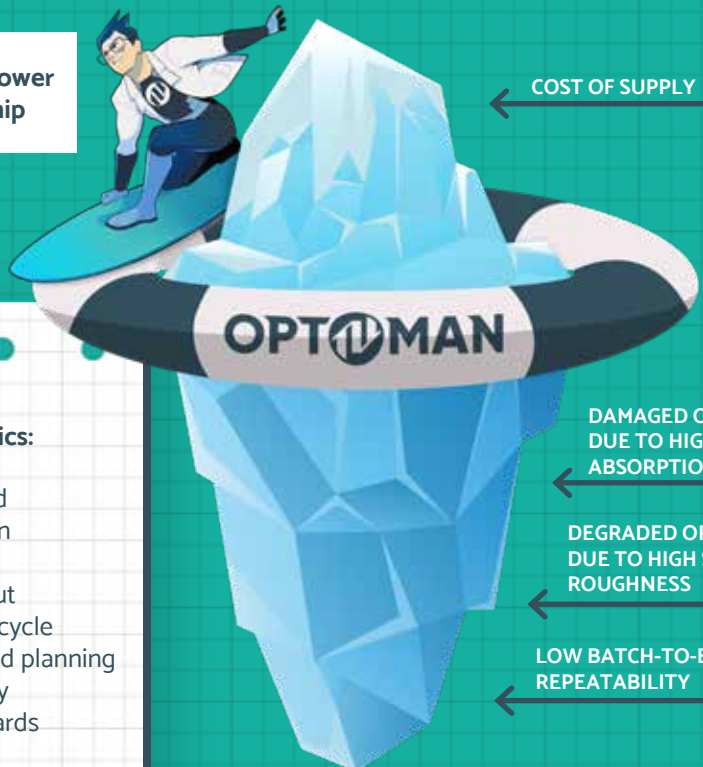 ower
hip
COST OF SUPPLY
OPTOMAN
ics:
d
n
ut
cycle
d planning
y
ards
DAMAGED O
DUE TO HIG
ABSORPTIO
DEGRADED OP
DUE TO HIGH S
ROUGHNESS
LOW BATCH-TO-B
REPEATABILITY